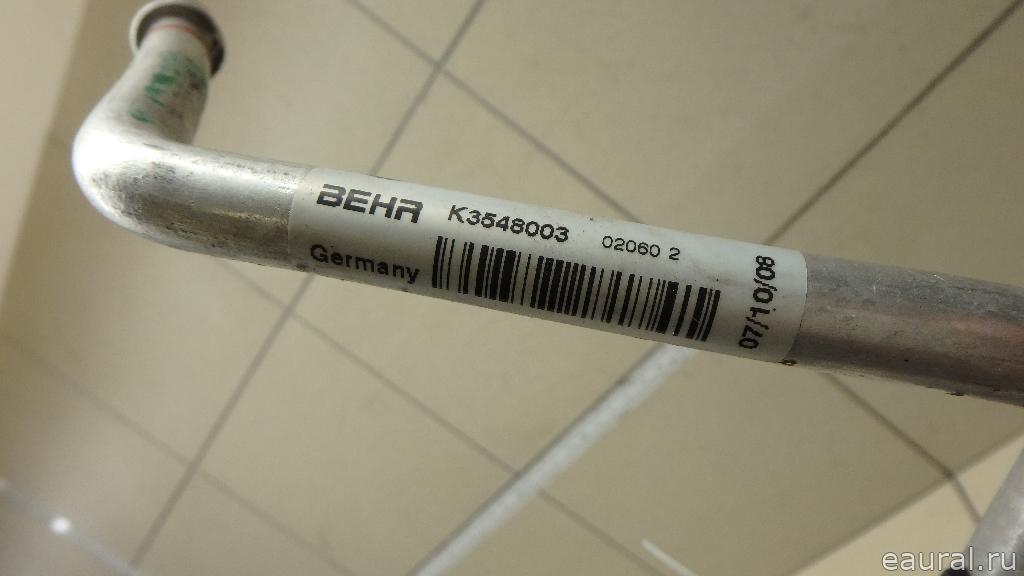 BEHR K3548003 02060 2
Germany
07/10/08
eaural.ru